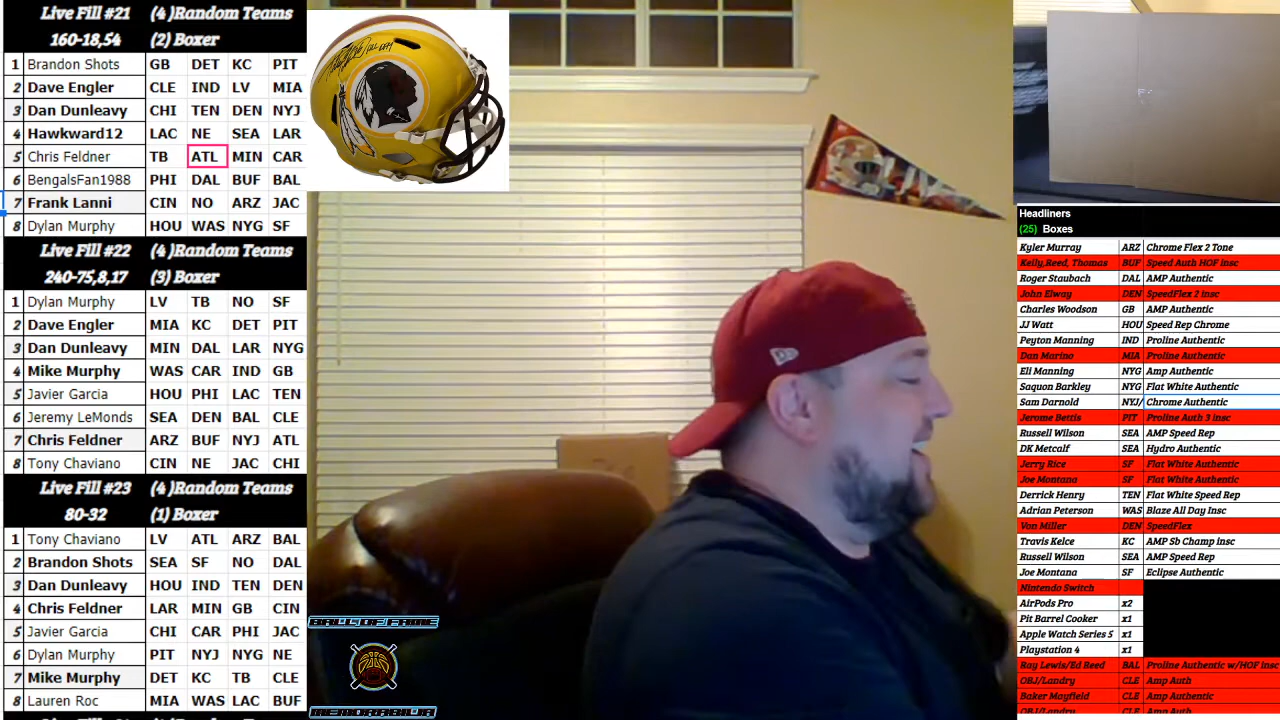 Live Fill #21 (4 )Random Teams
160-18,54 (2) Boxer
1 Brandon Shots GB DET KC PIT
2 Dave Engler CLE IND LV MIA
3 Dan Dunleavy CHI TEN DEN NYJ
4 Hawkward12 LAC NE SEA LAR
5 Chris Feldner TB ATL MIN CAR
6 BengalsFan1988 PHI DAL BUF BAL
7 Frank Lanni CIN NO ARZ JAC
8 Dylan Murphy HOU WAS NYG SF
Live Fill #22 (4 )Random Teams
240-75,8,17 (3) Boxer
1 Dylan Murphy LV TB NO SF
2 Dave Engler MIA KC DET PIT
3 Dan Dunleavy MIN DAL LAR NYG
4 Mike Murphy WAS CAR IND GB
5 Javier Garcia HOU PHI LAC TEN
6 Jeremy LeMonds SEA DEN BAL CLE
7 Chris Feldner ARZ BUF NYJ ATL
8 Tony Chaviano CIN NE JAC CHI
Live Fill #23 (4 )Random Teams
80-32 (1) Boxer
1 Tony Chaviano LV ATL ARZ BAL
2 Brandon Shots SEA SF NO DAL
3 Dan Dunleavy HOU IND TEN DEN
4 Chris Feldner LAR MIN GB CIN
5 Javier Garcia CHI CAR PHI JAC
6 Dylan Murphy PIT NYJ NYG NE
7 Mike Murphy DET KC TB CLE
8 Lauren Roc MIA WAS LAC BUF
BALL OF FAME
MEMORABILIA
Headliners
(25) Boxes
Kyler Murray ARZ Chrome Flex 2 Tone
Kelly,Reed, Thomas BUF Speed Auth HOF insc
Roger Staubach DAL AMP Authentic
John Elway DEN SpeedFlex 2 insc
Charles Woodson GB AMP Authentic
JJ Watt HOU Speed Rep Chrome
Peyton Manning IND Proline Authentic
Dan Marino MIA Proline Authentic
Eli Manning NYG Amp Authentic
Saquon Barkley NYG Flat White Authentic
Sam Darnold NYJ/ Chrome Authentic
Jerome Bettis PIT Proline Auth 3 insc
Russell Wilson SEA AMP Speed Rep
DK Metcalf SEA Hydro Authentic
Jerry Rice SF Flat White Authentic
Joe Montana SF Flat White Authentic
Derrick Henry TEN Flat White Speed Rep
Adrian Peterson WAS Blaze All Day Insc
Von Miller DEN SpeedFlex
Travis Kelce KC AMP Sb Champ insc
Russell Wilson SEA AMP Speed Rep
Joe Montana SF Eclipse Authentic
Nintendo Switch
AirPods Pro x2
Pit Barrel Cooker x1
Apple Watch Series 5 x1
Playstation 4 x1
Ray Lewis/Ed Reed BAL Proline Authentic w/HOF insc
OBJ/Landry CLE Amp Auth
Baker Mayfield CLE Amp Authentic
OBJ/Landry CLE Amp Auth